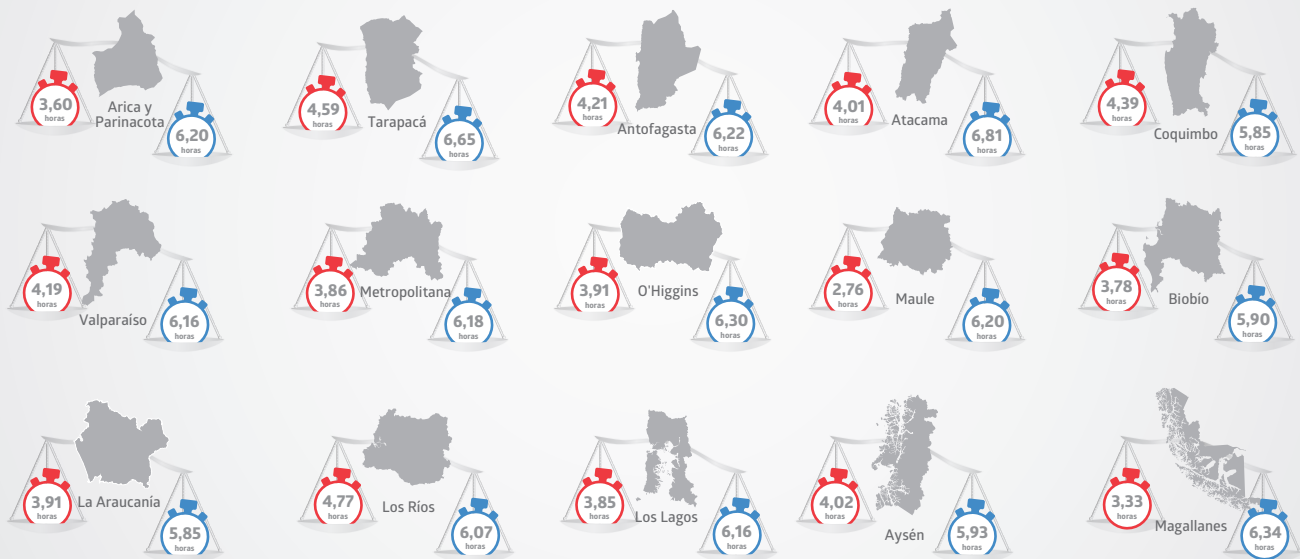 3,60
horas
Arica y
Parinacota
6,20
horas
4,59
horas
Tarapacá
6,65
horas
4,21
horas
Antofagasta
6,22
horas
4,01
horas
Atacama
6,81
horas
4,39
horas
Coquimbo
5,85
horas
4,19
horas
Valparaíso
6,16
horas
3,86
horas
Metropolitana
6,18
horas
3,91
horas
O'Higgins
6,30
horas
2,76
horas
Maule
6,20
horas
3,78
horas
Biobío
5,90
horas
3,91
horas
La Araucanía
5,85
horas
4,77
horas
Los Ríos
6,07
horas
3,85
horas
Los Lagos
6,16
horas
4,02
horas
Aysén
5,93
horas
3,33
horas
Magallanes
6,34
horas